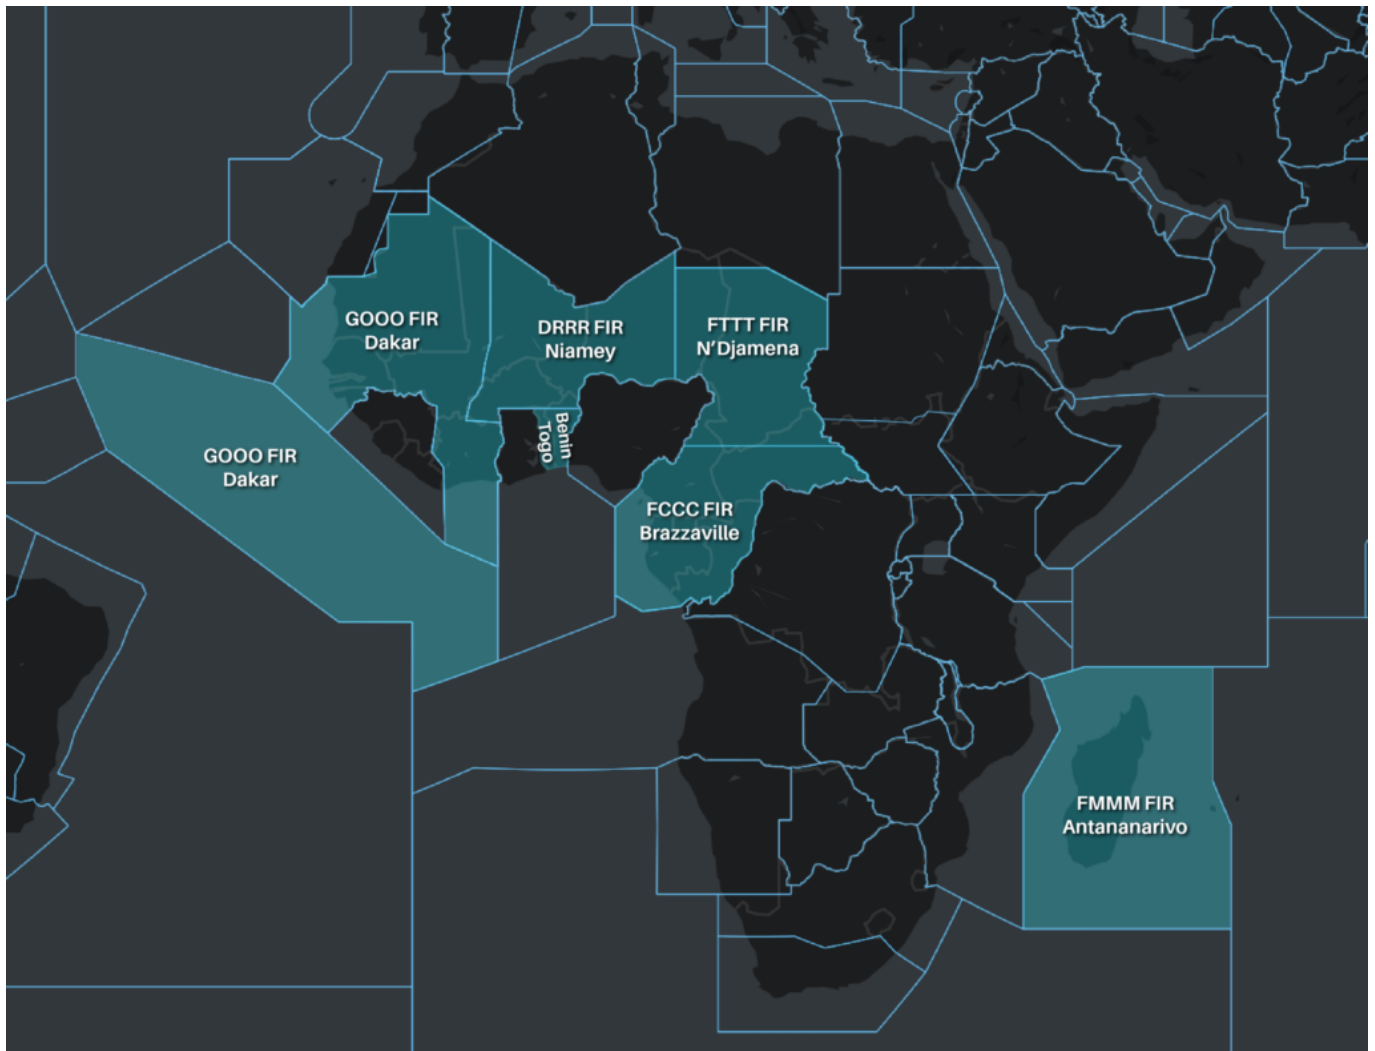 GOOO FIR
Dakar
DRRR FIR
Niamey
FTTT FIR
N’Djamena
GOOO FIR
Dakar
Benin
Togo
FCCC FIR
Brazzaville
FMMM FIR
Antananarivo